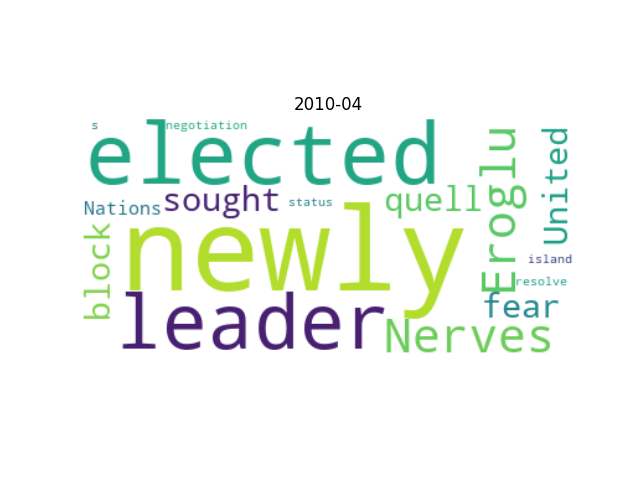 2010-04
s
negotiation
elected
Eroglu
United
Nations
sought
status
quell
newly
block
island
resolve
leader
fear
Nerves